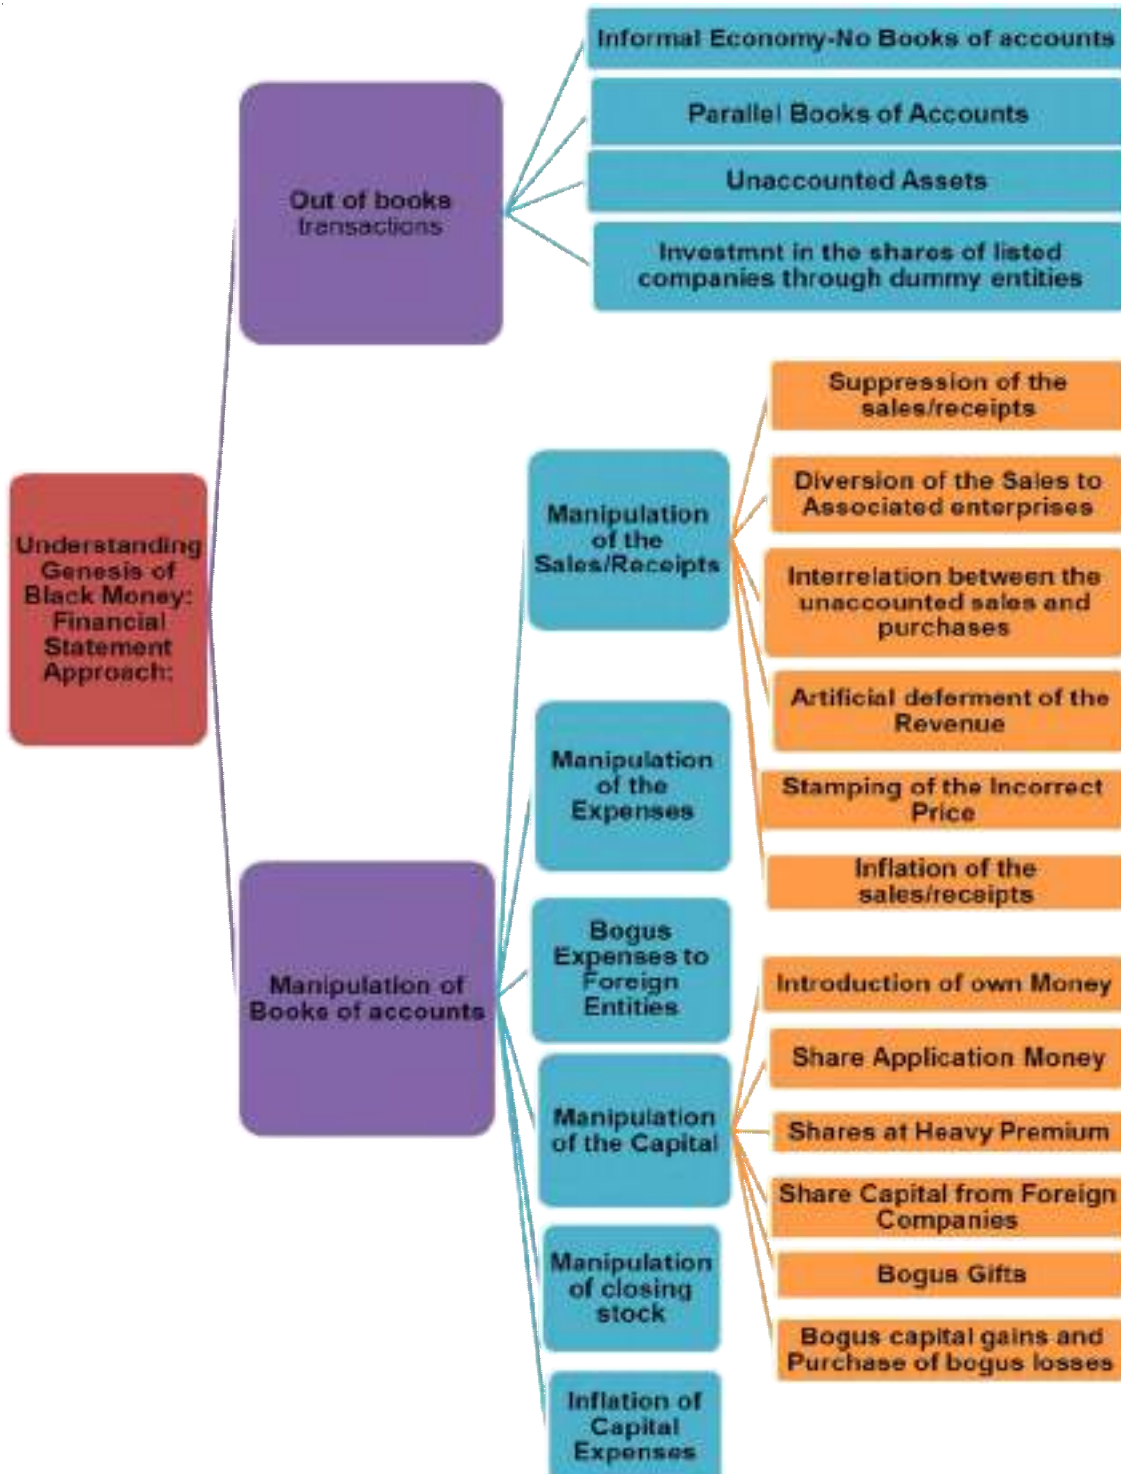 Understanding
Genesis of
Black Money:
Financial
Statement
Approach:
Out of books
transactions
Informal Economy-No Books of accounts
Parallel Books of Accounts
Unaccounted Assets
Investmnt in the shares of listed
companies through dummy entities
Manipulation of
Books of accounts
Manipulation
of the
Sales/Receipts
Suppression of the
sales/receipts
Diversion of the Sales to
Associated enterprises
Interrelation between the
unaccounted sales and
purchases
Artificial deferment of the
Revenue
Stamping of the Incorrect
Price
Inflation of the
sales/receipts
Manipulation
of the
Expenses
Bogus
Expenses to
Foreign
Entities
Manipulation
of the Capital
Introduction of own Money
Share Application Money
Shares at Heavy Premium
Share Capital from Foreign
Companies
Bogus Gifts
Bogus capital gains and
Purchase of bogus losses
Manipulation
of closing
stock
Inflation of
Capital
Expenses